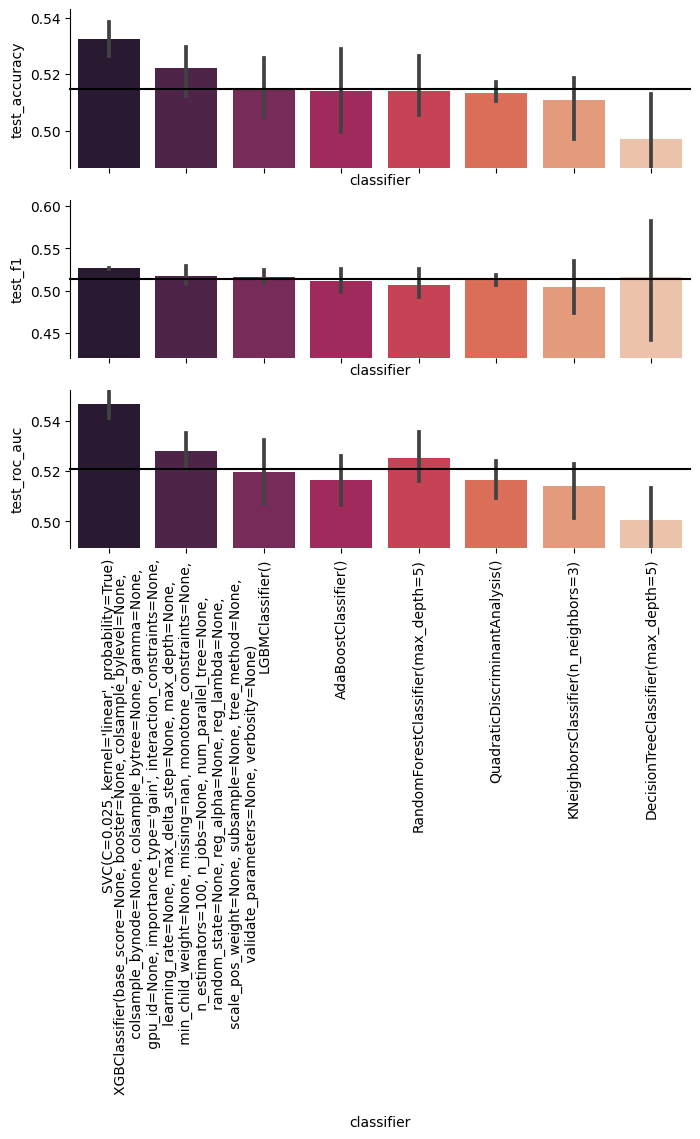 0.54
0.52
0.50
test_accuracy
classifier
0.60
0.55
0.50
0.45
test_f1
classifier
0.54
0.52
0.50
test_roc_auc
SVC(C=0.025, kernel='linear', probability=True)
XGBClassifier(base_score=None, booster=None, colsample_bylevel=None,
colsample_bynode=None, colsample_bytree=None, gamma=None,
gpu_id=None, importance_type='gain', interaction_constraints=None,
learning_rate=None, max_delta_step=None, max_depth=None,
min_child_weight=None, missing=nan, monotone_constraints=None,
n_estimators=100, n_jobs=None, num_parallel_tree=None,
random_state=None, reg_alpha=None, reg_lambda=None,
scale_pos_weight=None, subsample=None, tree_method=None,
validate_parameters=None, verbosity=None)
LGBMClassifier()
AdaBoostClassifier()
RandomForestClassifier(max_depth=5)
QuadraticDiscriminantAnalysis()
KNeighborsClassifier(n_neighbors=3)
DecisionTreeClassifier(max_depth=5)
classifier